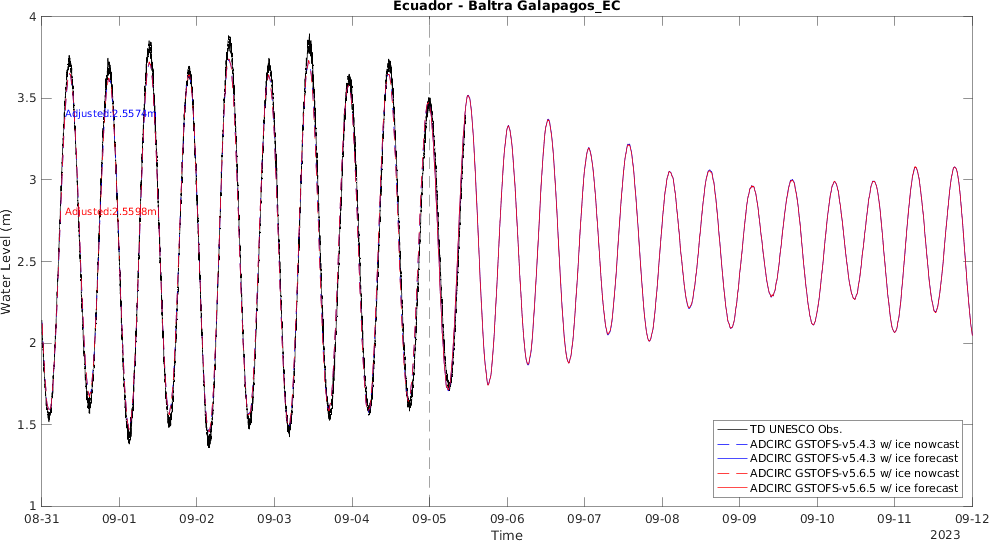 Ecuador - Baltra Galapagos_EC
4
3.5
3
2.5
2
1.5
1
Water Level (m)
Adjusted:2.5574m
Adjusted:2.5598m
TD UNESCO Obs.
ADCIRC GSTOFS-v5.4.3 w/ ice nowcast
ADCIRC GSTOFS-v5.4.3 w/ ice forecast
ADCIRC GSTOFS-v5.6.5 w/ ice nowcast
ADCIRC GSTOFS-v5.6.5 w/ ice forecast
08-31 09-01 09-02 09-03 09-04 09-05 09-06 09-07 09-08 09-09 09-10 09-11 09-12
Time
2023